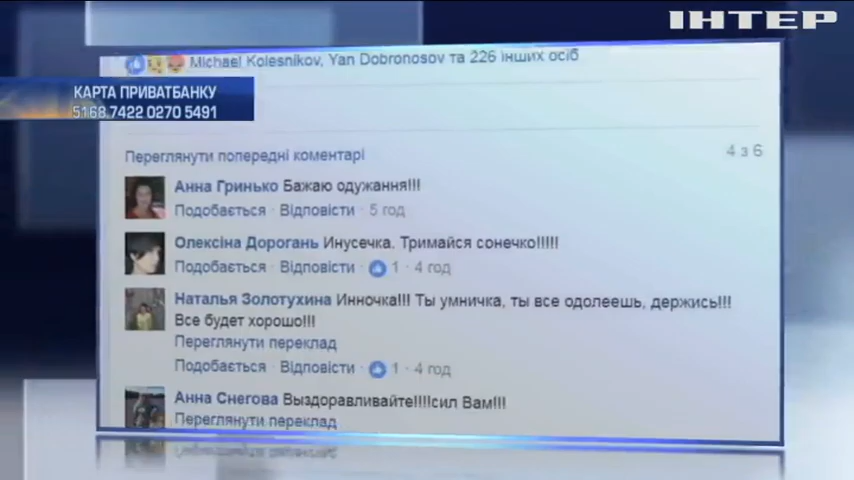 ІНТЕР
Michael Kolesnikov, Yan Dobronosov та 226 інших осіб
КАРТА ПРИВАТБАНКУ
5168 7422 0270 5491
Переглянути попередні коментарі
4 з 6
Анна Гринько Бажаю одужання!!!
Подобається · Відповісти · 5 год
Олексіна Дорогань Инусечка. Тримайся сонечко!!!!!
Подобається · Відповісти · 1 · 4 год
Наталья Золотухина Инночка!!! Ты умничка, ты все одолеешь, держись!!!
Все будет хорошо!!!
Переглянути переклад
Подобається · Відповісти · 1 · 4 год
Анна Снегова Выздоравливайте!!!!сил Вам!!!
Переглянути переклад